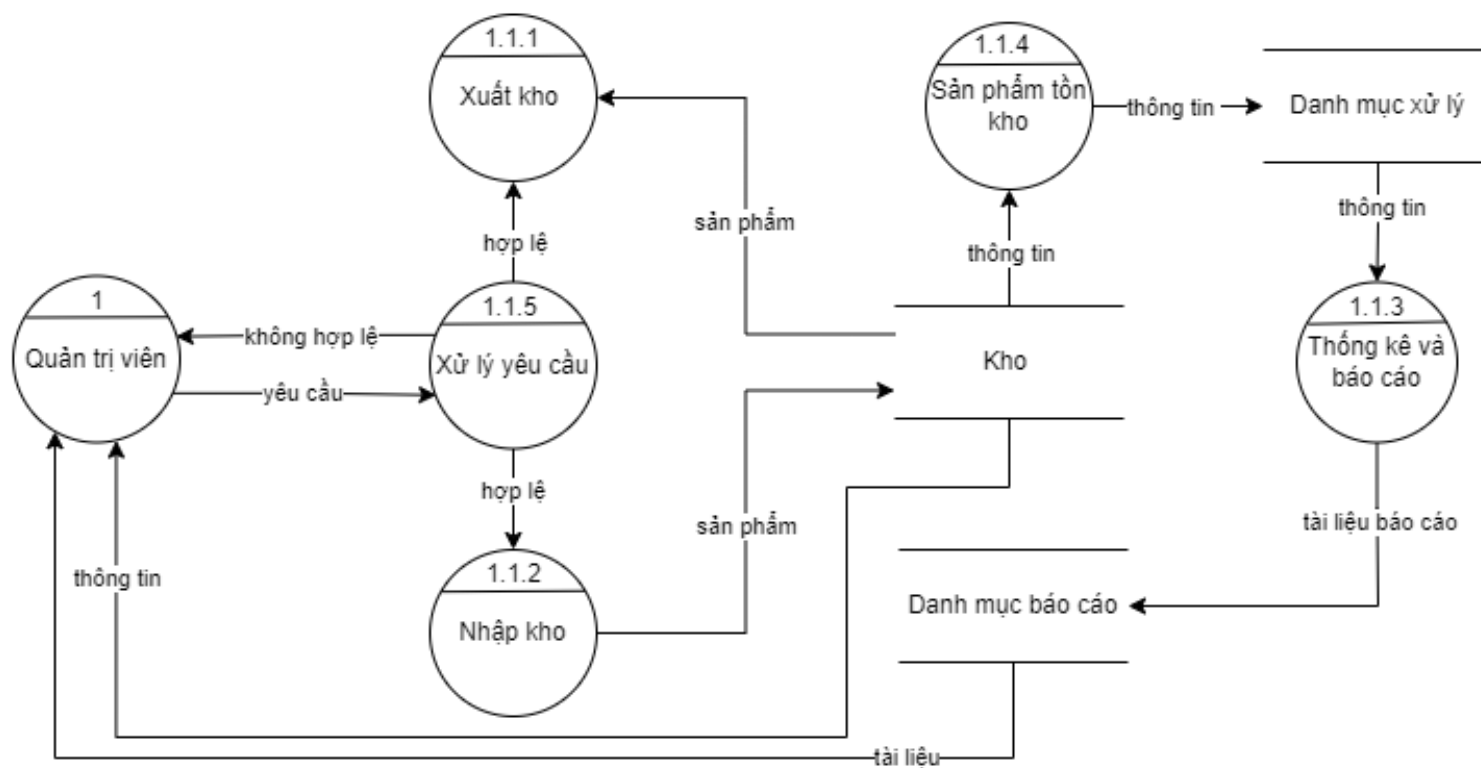 1.1.1
Xuất kho
1.1.4
Sản phẩm tồn
kho
thông tin
Danh mục xử lý
sản phẩm
thông tin
hợp lệ
thông tin
1
Quản trị viên
không hợp lệ
yêu cầu
1.1.5
Xử lý yêu cầu
Kho
1.1.3
Thống kê và
báo cáo
hợp lệ
sản phẩm
tài liệu báo cáo
thông tin
1.1.2
Nhập kho
Danh mục báo cáo
tài liệu